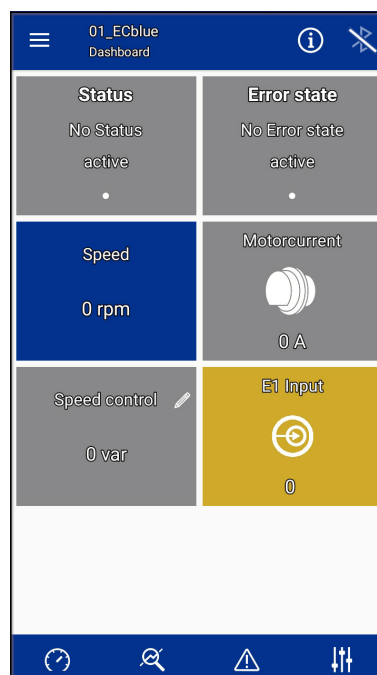 01_ECblue
Dashboard
Status
No Status
active
Error state
No Error state
active
Speed
0 rpm
Motorcurrent
0 A
Speed control
0 var
E1 Input
0